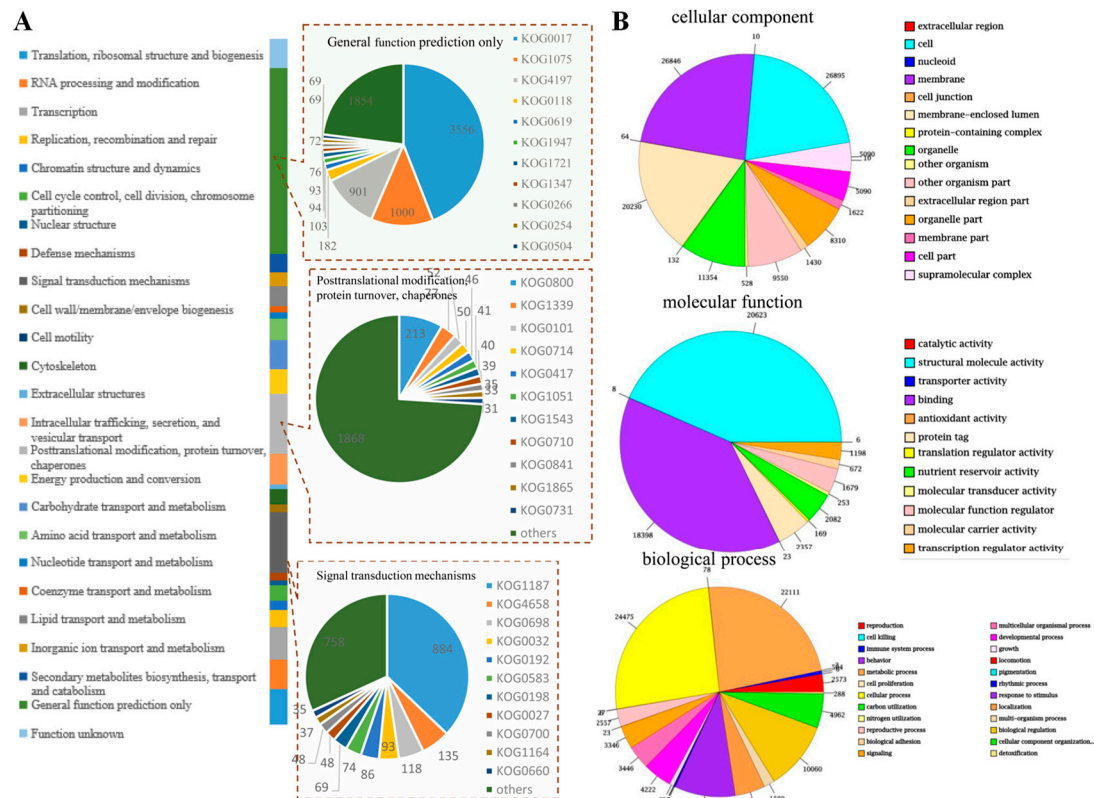 A
Translation, ribosomal structure and biogenesis
RNA processing and modification
Transcription
Replication, recombination and repair
Chromatin structure and dynamics
Cell cycle control, cell division, chromosome
partitioning
Nuclear structure
Defense mechanisms
Signal transduction mechanisms
Cell wall/membrane/envelope biogenesis
Cell motility
Cytoskeleton
Extracellular structures
Intracellular trafficking, secretion, and
vesicular transport
Posttranslational modification, protein turnover,
chaperones
Energy production and conversion
Carbohydrate transport and metabolism
Amino acid transport and metabolism
Nucleotide transport and metabolism
Coenzyme transport and metabolism
Lipid transport and metabolism
Inorganic ion transport and metabolism
Secondary metabolites biosynthesis, transport
and catabolism
General function prediction only
Function unknown
General function prediction only
3556
1000
901
182
103
94
93
76
72
69
69
1854
KOG0017
KOG1075
KOG4197
KOG0118
KOG0619
KOG1947
KOG1721
KOG1347
KOG0266
KOG0254
KOG0504
Posttranslational modification,
protein turnover, chaperones
213
77
52
50
46
41
40
39
35
33
31
1868
KOG0800
KOG1339
KOG0101
KOG0714
KOG0417
KOG1051
KOG1543
KOG0710
KOG0841
KOG1865
KOG0731
others
Signal transduction mechanisms
884
135
118
93
86
74
69
48
48
37
35
758
KOG1187
KOG4658
KOG0698
KOG0032
KOG0192
KOG0583
KOG0198
KOG0027
KOG0700
KOG1164
KOG0660
others
B
cellular component
10
26895
5090
10
5090
1622
8310
1430
9550
528
11354
132
20230
64
26846
extracellular region
cell
nucleoid
membrane
cell junction
membrane-enclosed lumen
protein-containing complex
organelle
other organism
other organism part
extracellular region part
organelle part
membrane part
cell part
supramolecular complex
molecular function
20623
6
1198
672
1679
253
2082
169
2357
23
18398
8
catalytic activity
structural molecule activity
transporter activity
binding
antioxidant activity
protein tag
translation regulator activity
nutrient reservoir activity
molecular transducer activity
molecular function regulator
molecular carrier activity
transcription regulator activity
biological process
78
22111
2573
288
4962
10060
4222
3446
3346
23
2557
24475
reproduction
cell killing
immune system process
behavior
metabolic process
cell proliferation
cellular process
carbon utilization
nitrogen utilization
reproductive process
biological adhesion
signaling
multicellular organismal process
developmental process
growth
locomotion
pigmentation
rhythmic process
response to stimulus
localization
multi-organism process
biological regulation
cellular component organization...
detoxification